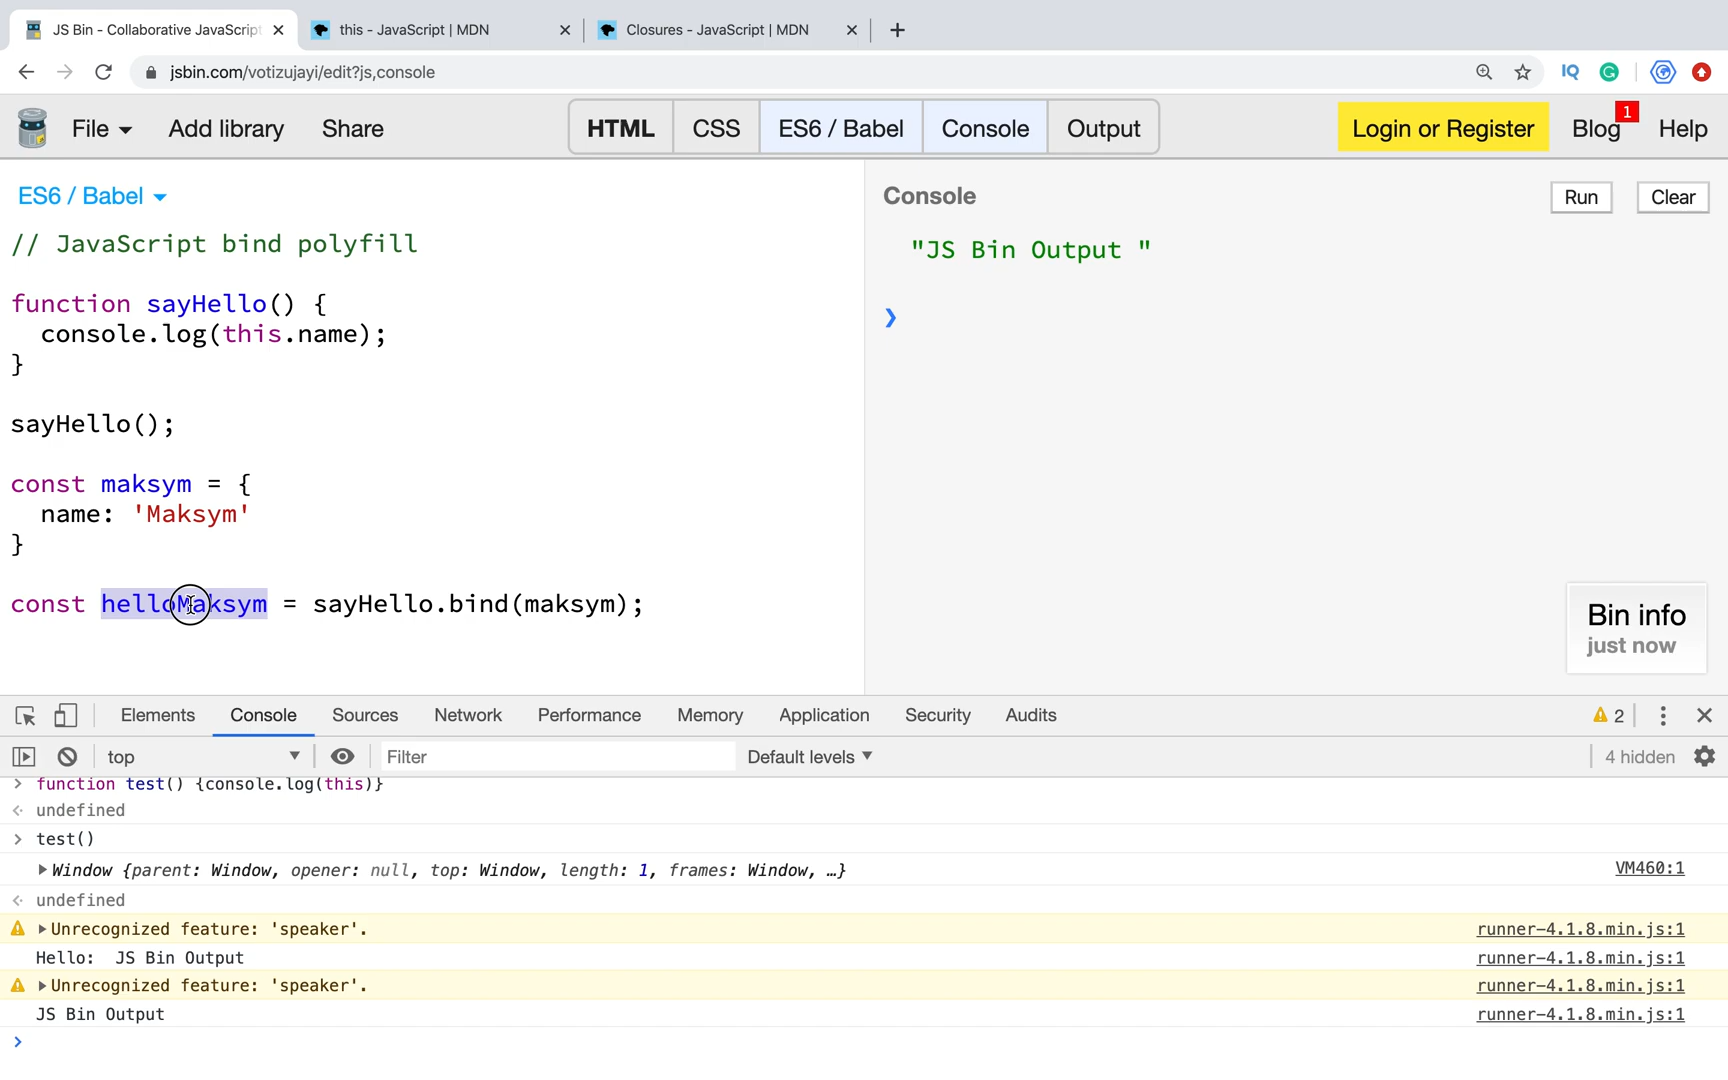 JS Bin - Collaborative JavaScript
this - JavaScript | MDN
Closures - JavaScript | MDN
jsbin.com/votizujayi/edit?js,console
IQ
File
Add library
Share
HTML
CSS
ES6 / Babel
Console
Output
Login or Register
Blog
1
Help
ES6 / Babel
// JavaScript bind polyfill
function sayHello() {
console.log(this.name);
}
sayHello();
const maksym = {
name: 'Maksym'
}
const helloMaksym = sayHello.bind(maksym);
Console
Run
Clear
"JS Bin Output "
Bin info
just now
Elements
Console
Sources
Network
Performance
Memory
Application
Security
Audits
2
top
Filter
Default levels
4 hidden
function test() {console.log(this)}
undefined
test()
Window {parent: Window, opener: null, top: Window, length: 1, frames: Window, …}
VM460:1
undefined
Unrecognized feature: 'speaker'.
runner-4.1.8.min.js:1
Hello:  JS Bin Output
runner-4.1.8.min.js:1
Unrecognized feature: 'speaker'.
runner-4.1.8.min.js:1
JS Bin Output
runner-4.1.8.min.js:1